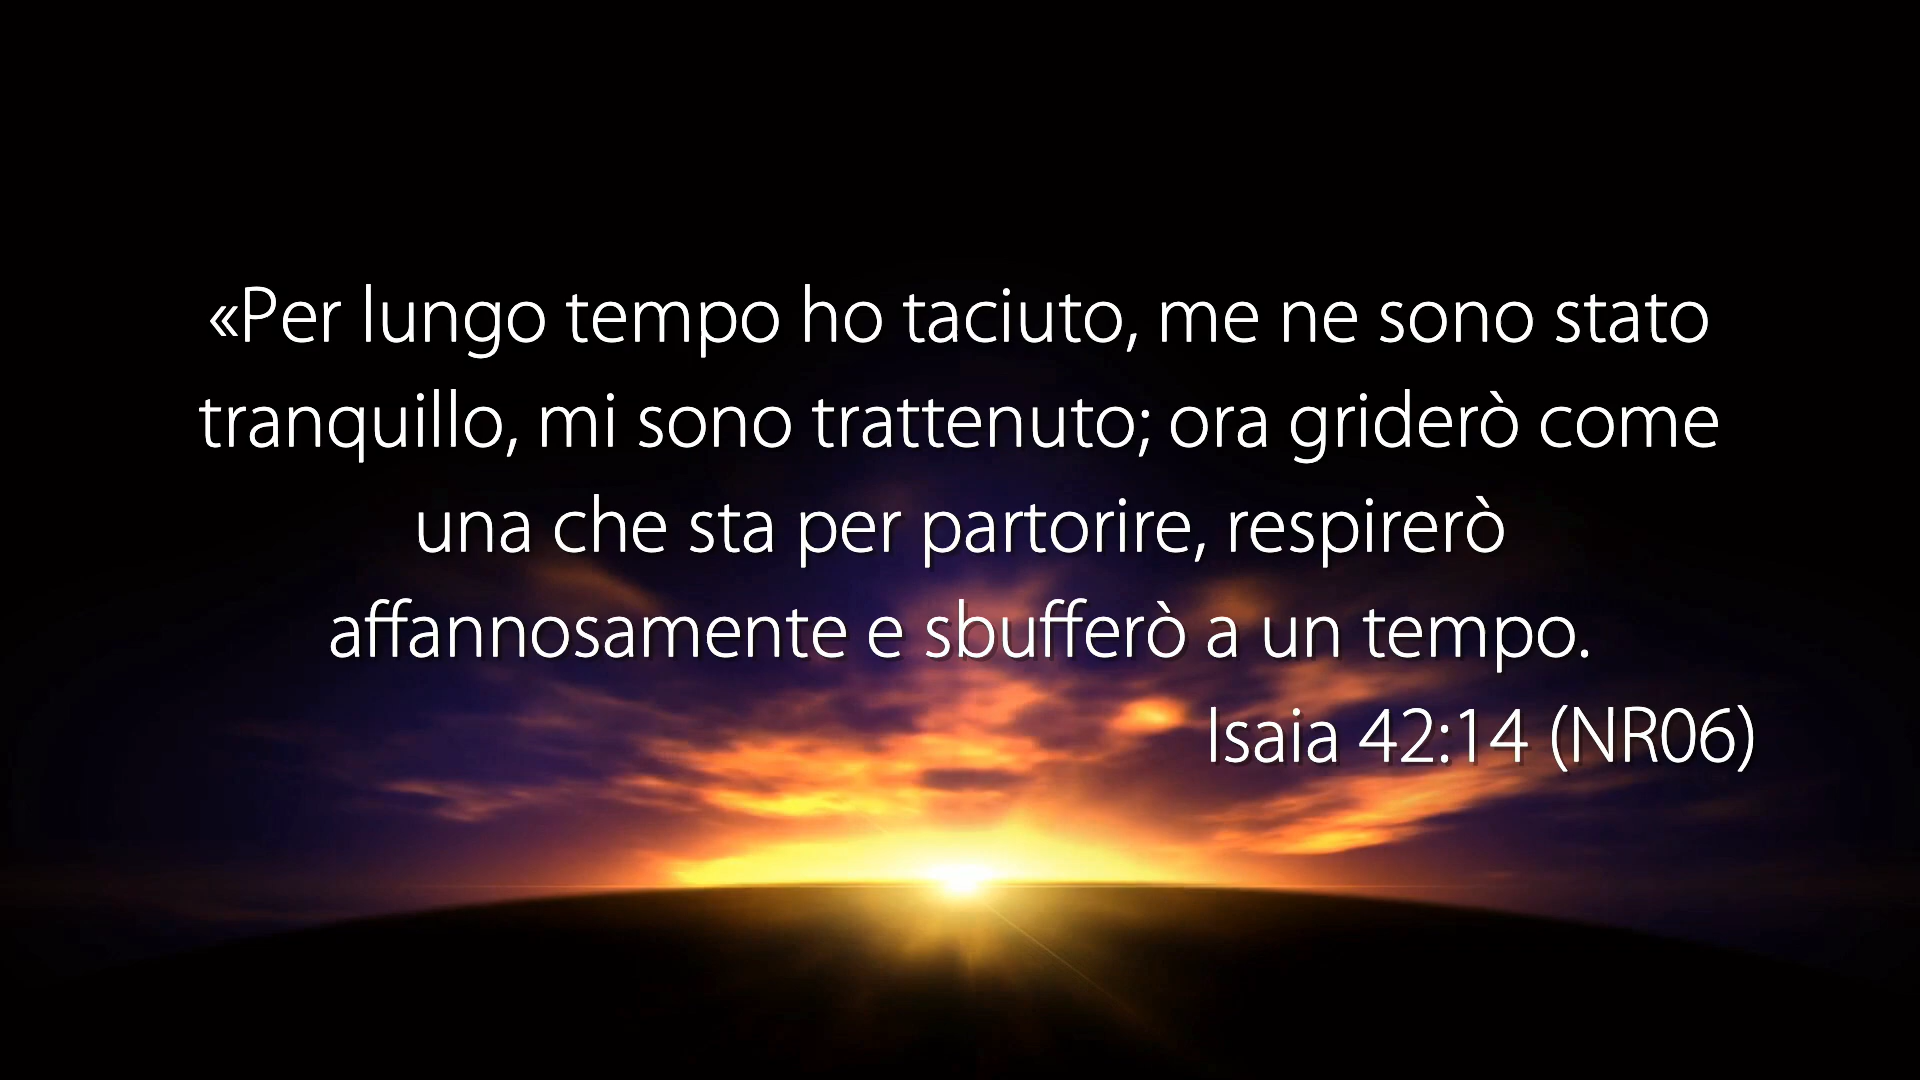 «Per lungo tempo ho taciuto, me ne sono stato
tranquillo, mi sono trattenuto; ora griderò come
una che sta per partorire, respirerò
affannosamente e sbufferò a un tempo.
Isaia 42:14 (NR06)